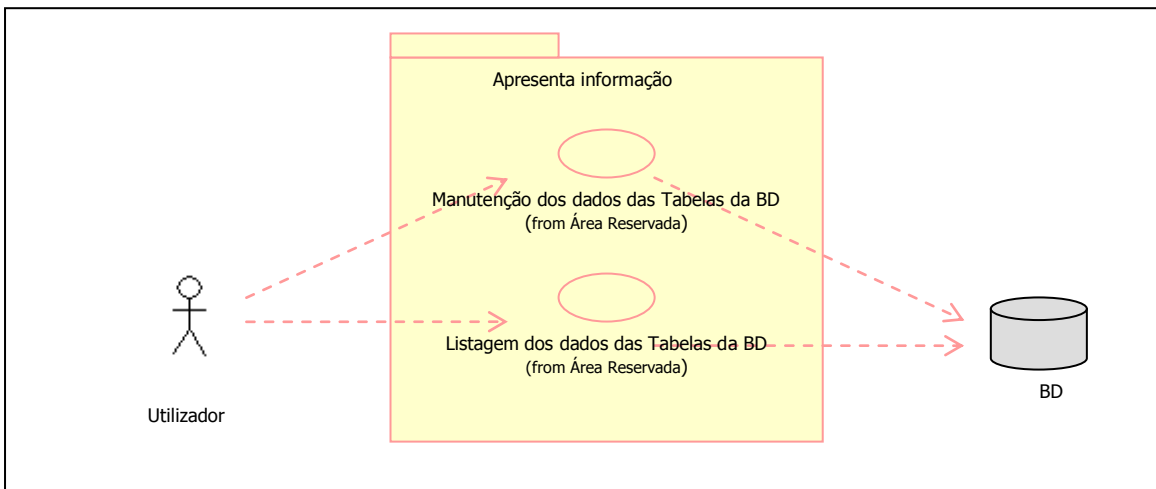 Apresenta informação
Manutenção dos dados das Tabelas da BD
(from Área Reservada)
Listagem dos dados das Tabelas da BD
(from Área Reservada)
BD
Utilizador